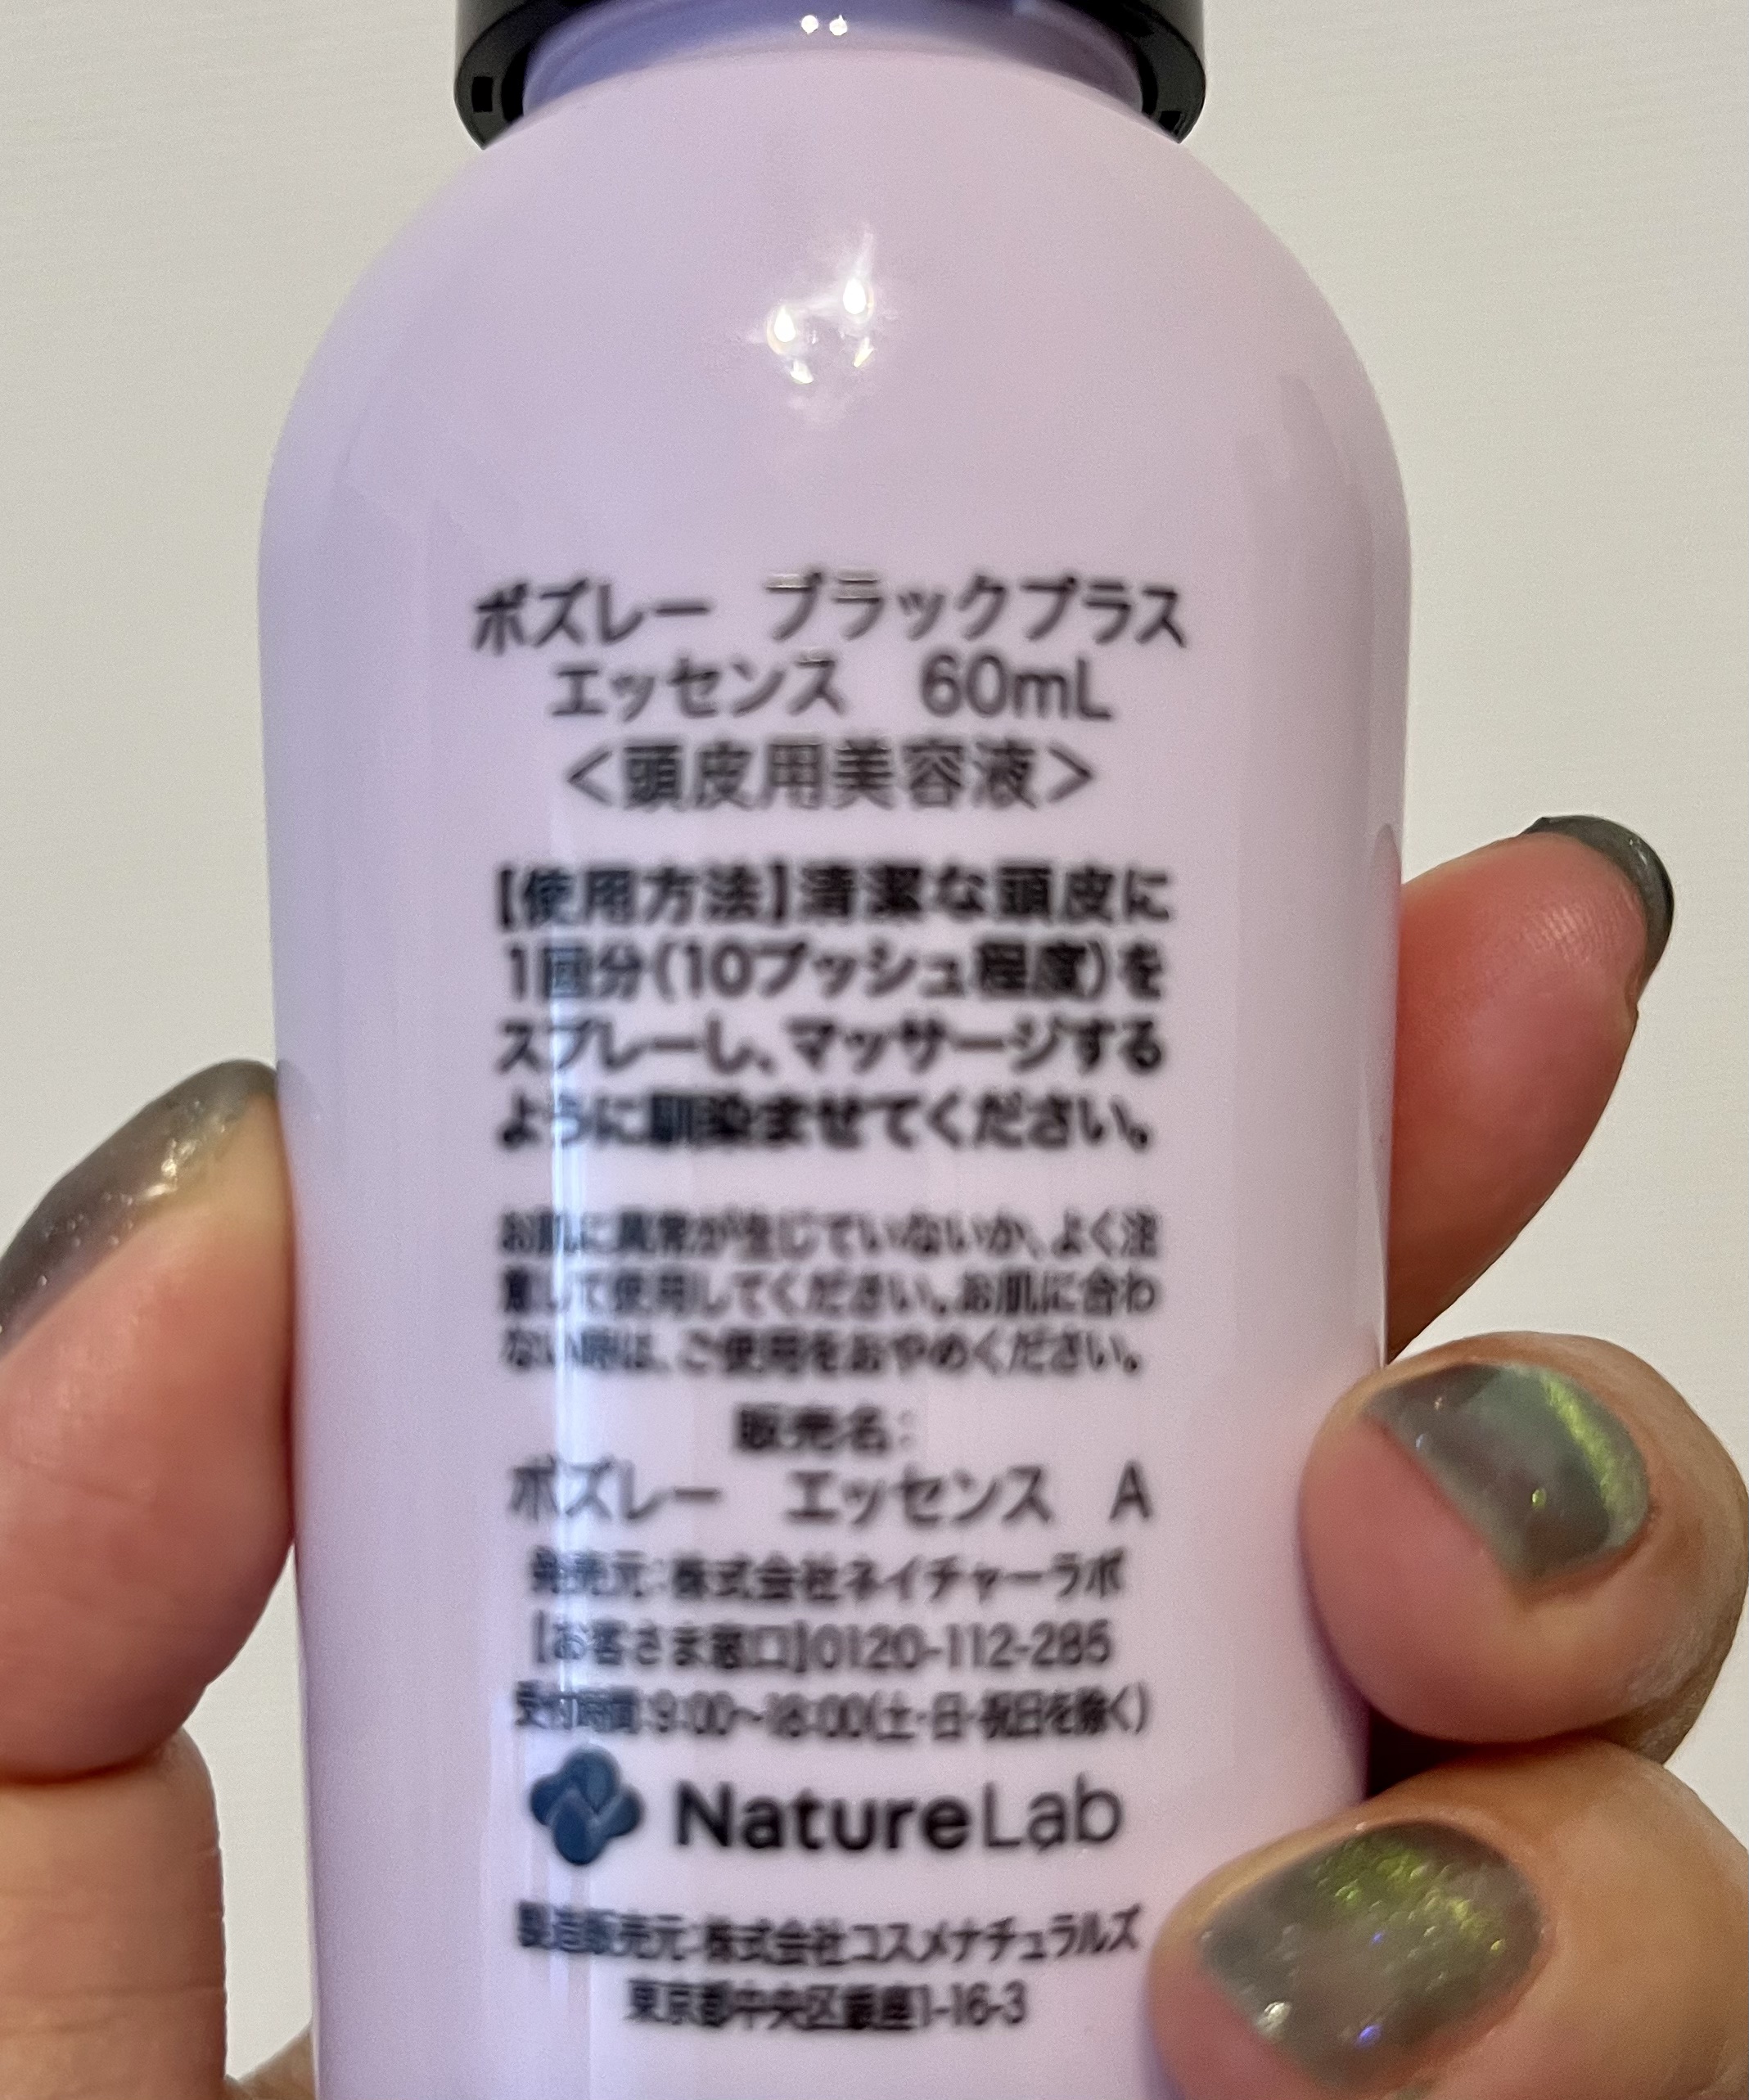 ボズレー ブラックプラス
エッセンス 60mL
<頭皮用美容液>
【使用方法】清潔な頭皮に
1回分(10プッシュ程度)を
スプレーし、マッサージする
ように馴染ませてください。
お肌に異常が生じていないか、よく注
意して使用してください。お肌に合わ
ない時は、ご使用をおやめください。
販売名:
ボズレー エッセンス A
発売元:株式会社ネイチャーラボ
【お客さま窓口】0120-112-285
受付時間:9:00~18:00(土・日・祝日を除く)
NatureLab
製造販売元:株式会社コスメナチュラルズ
東京都中央区銀座1-16-3